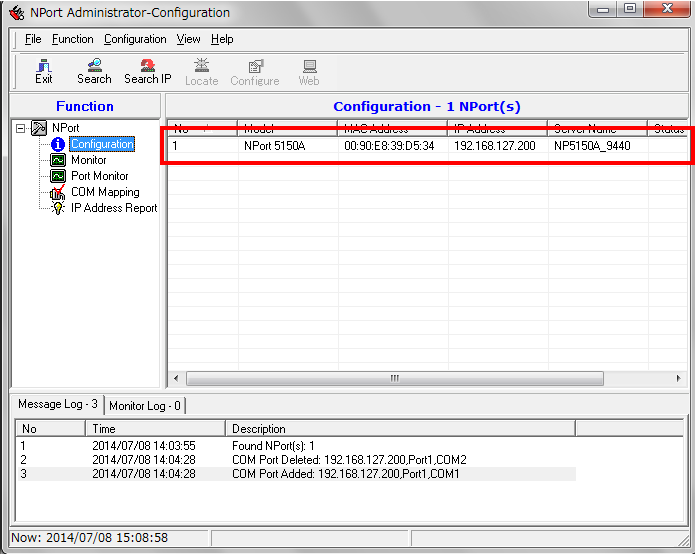 NPort Administrator-Configuration
File Function Configuration View Help
Exit Search Search IP Locate Configure Web
Function
Configuration - 1 NPort(s)
NPort
Configuration
Monitor
Port Monitor
COM Mapping
IP Address Report
No Model MAC Address IP Address Server Name Status
1 NPort 5150A 00:90:E8:39:D5:34 192.168.127.200 NP5150A_9440
Message Log - 3 Monitor Log - 0
No Time Description
1 2014/07/08 14:03:55 Found NPort(s): 1
2 2014/07/08 14:04:28 COM Port Deleted: 192.168.127.200,Port1,COM2
3 2014/07/08 14:04:28 COM Port Added: 192.168.127.200,Port1,COM1
Now: 2014/07/08 15:08:58